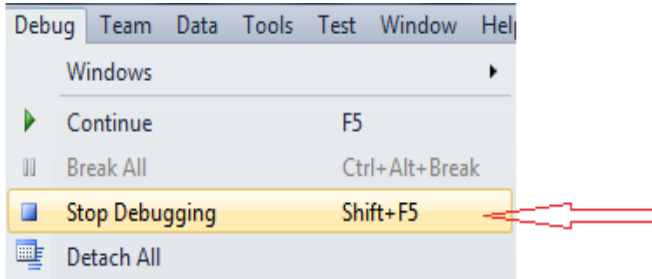 Debug Team Data Tools Test Window Hel
Windows
Continue F5
Break All Ctrl+Alt+Break
Stop Debugging Shift+F5
Detach All